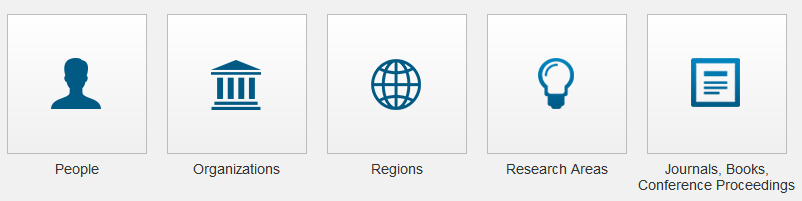 People
Organizations
Regions
Research Areas
Journals, Books,
Conference Proceedings